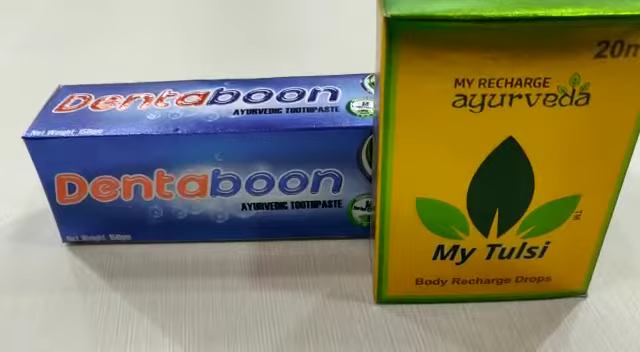 Dentaboon
AYURVEDIC TOOTHPASTE
Net Weight. 150gm
Dentaboon
AYURVEDIC TOOTHPASTE
Net Weight. 150gm
20m
MY RECHARGE
ayurveda
My Tulsi
TM
Body Recharge Drops